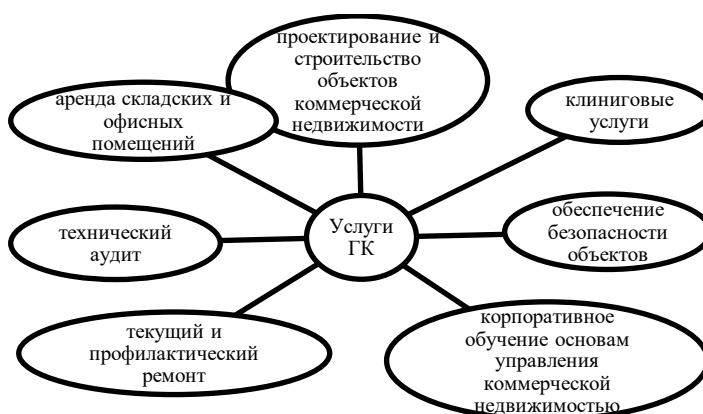 проектирование и
строительство
объектов
коммерческой
недвижимости
аренда складских и
офисных
помещений
клининговые
услуги
Услуги
ГК
технический
аудит
обеспечение
безопасности
объектов
текущий и
профилактический
ремонт
корпоративное
обучение основам
управления
коммерческой
недвижимостью